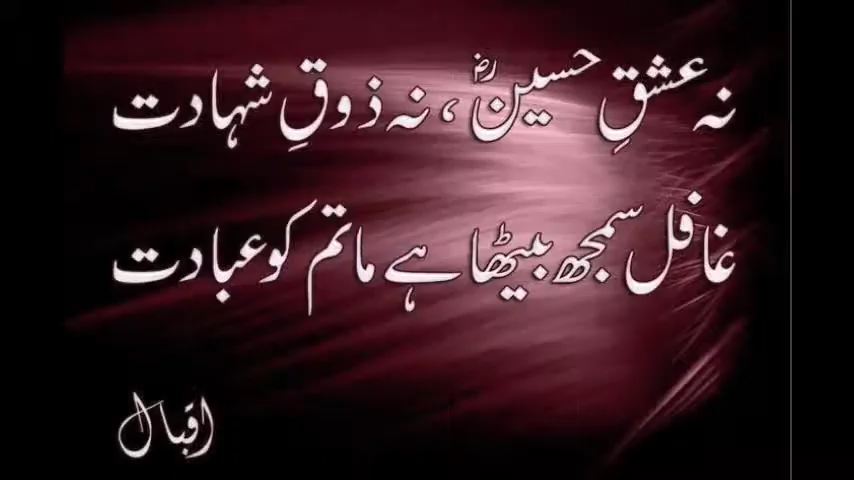 نہ عشقِ حسینؓ، نہ ذوقِ شہادت
غافل سمجھ بیٹھا ہے ماتم کو عبادت
اقبال